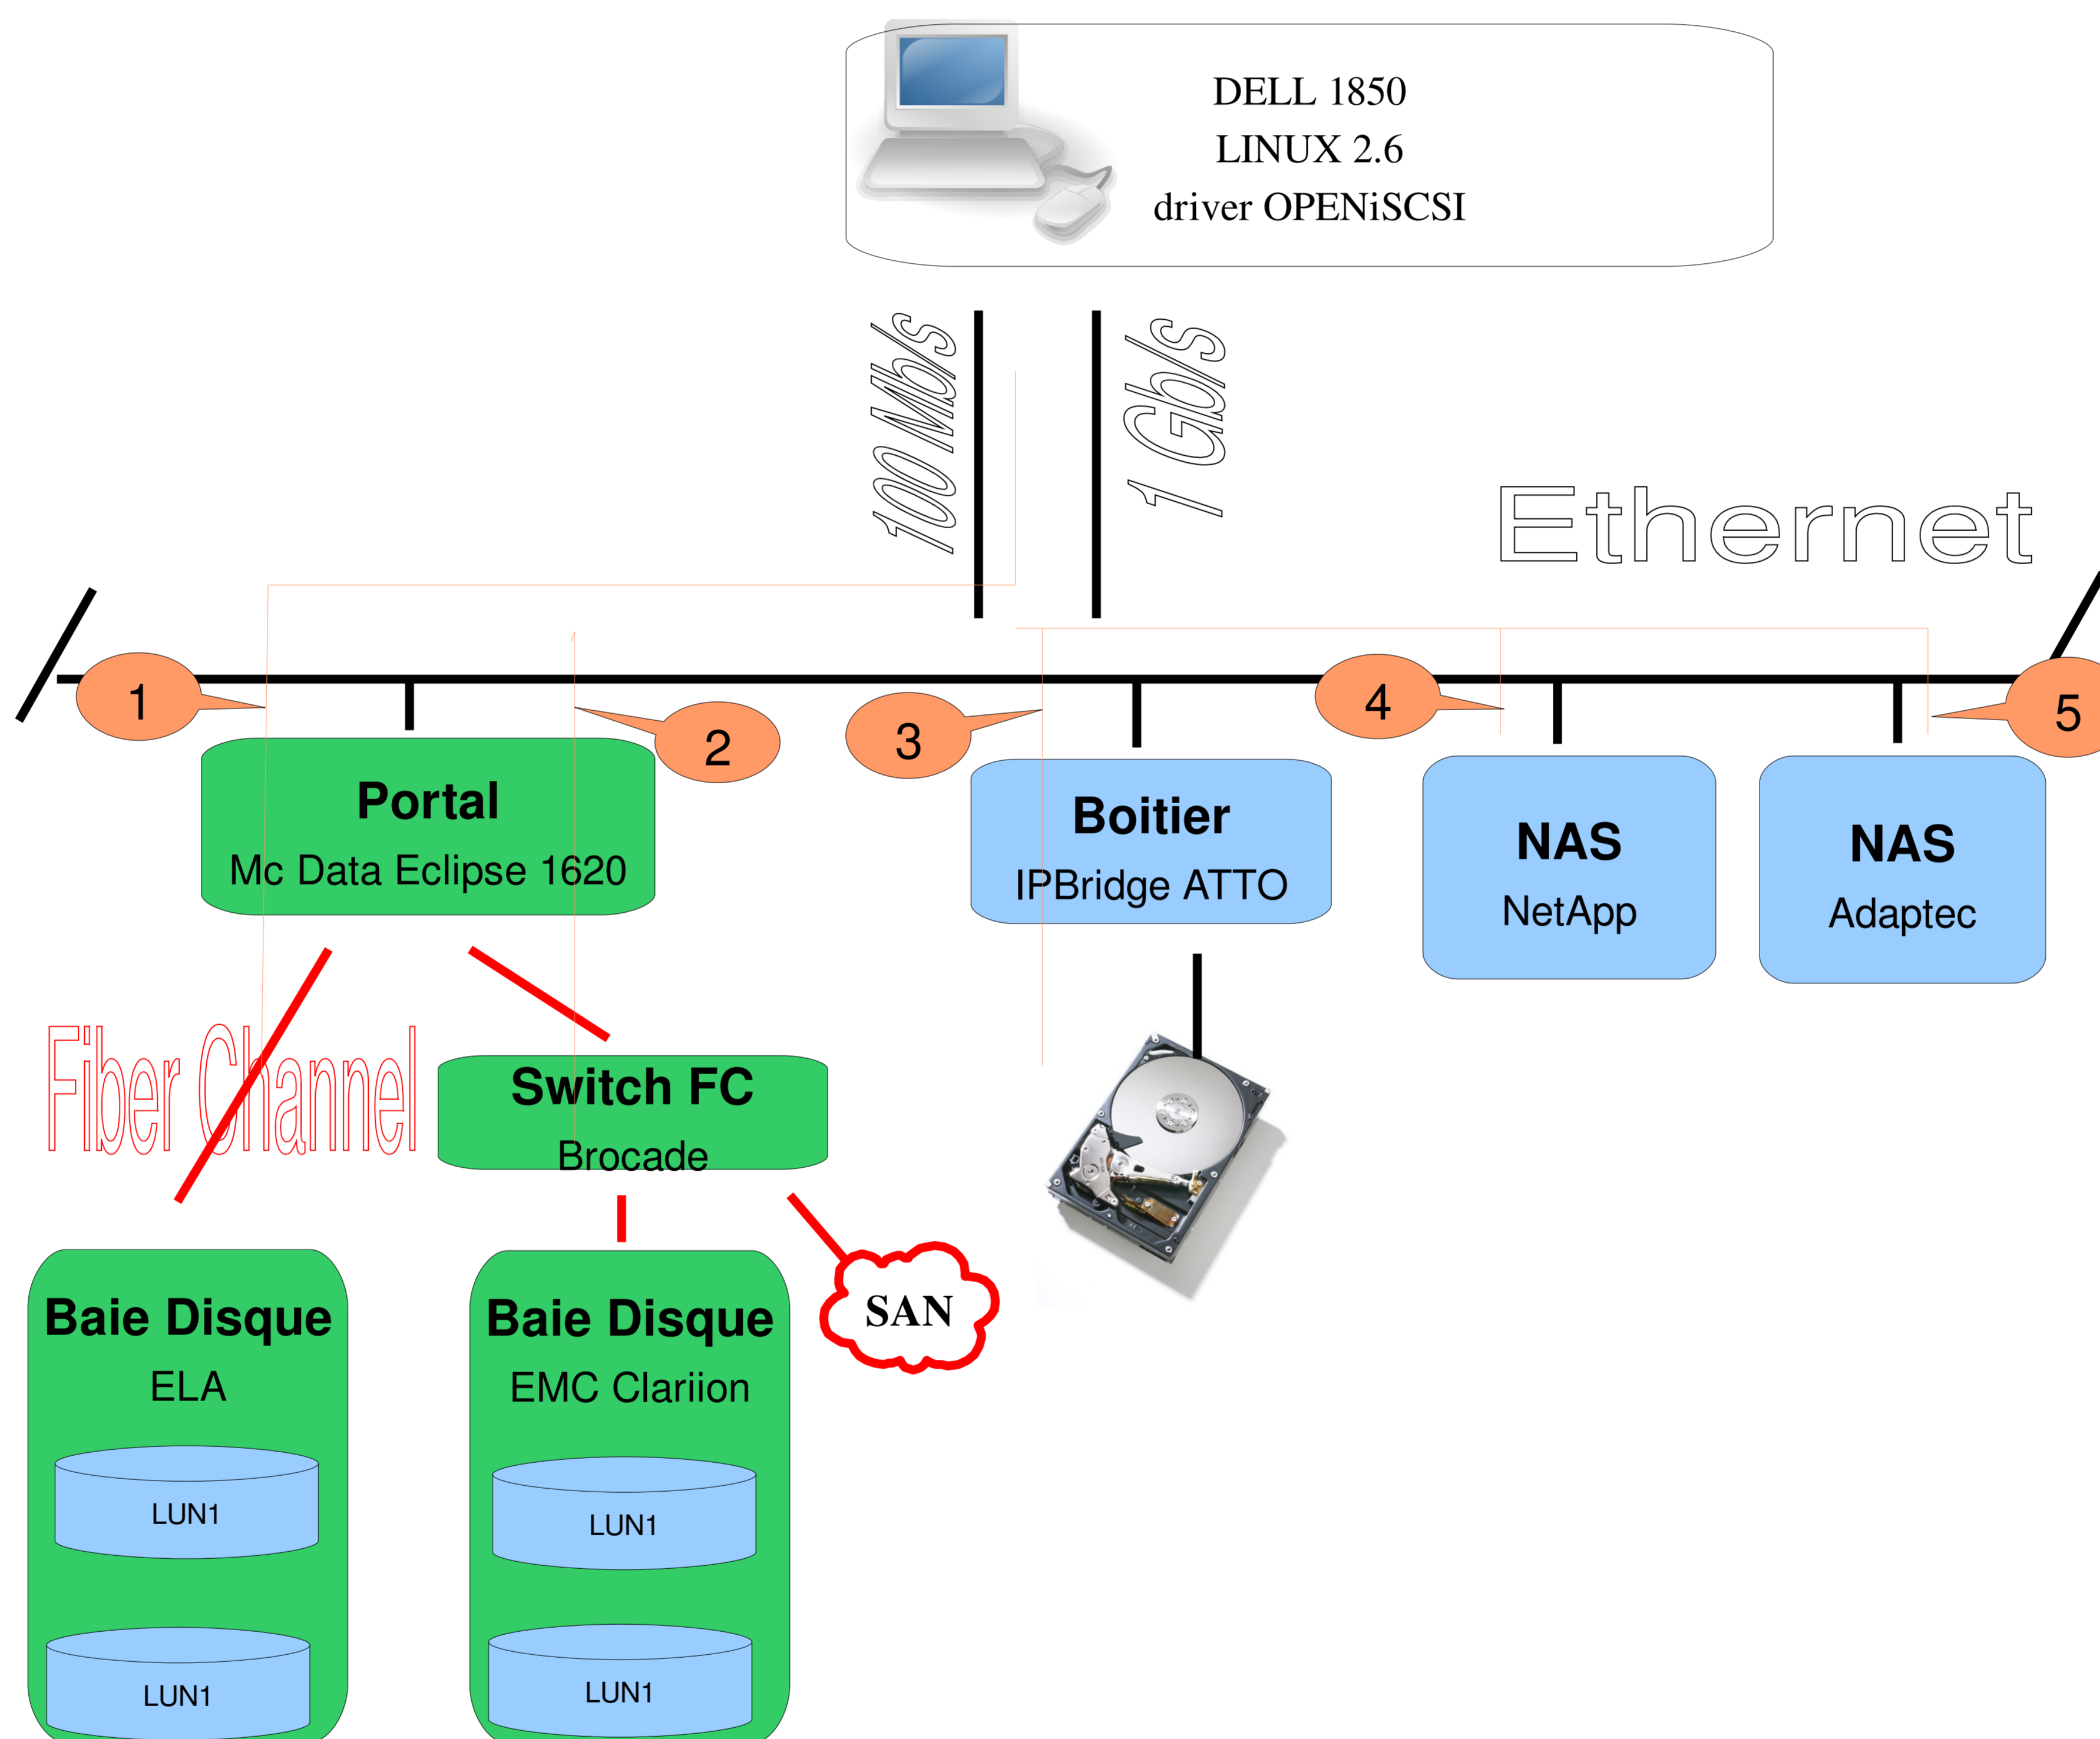 DELL 1850
LINUX 2.6
driver OPENiSCSI
100 Mb/s
1 Gb/s
Ethernet
1
2
3
4
5
Portal
Mc Data Eclipse 1620
Boitier
IPBridge ATTO
NAS
NetApp
NAS
Adaptec
Fiber Channel
Switch FC
Brocade
SAN
Baie Disque
ELA
LUN1
LUN1
Baie Disque
EMC Clariion
LUN1
LUN1